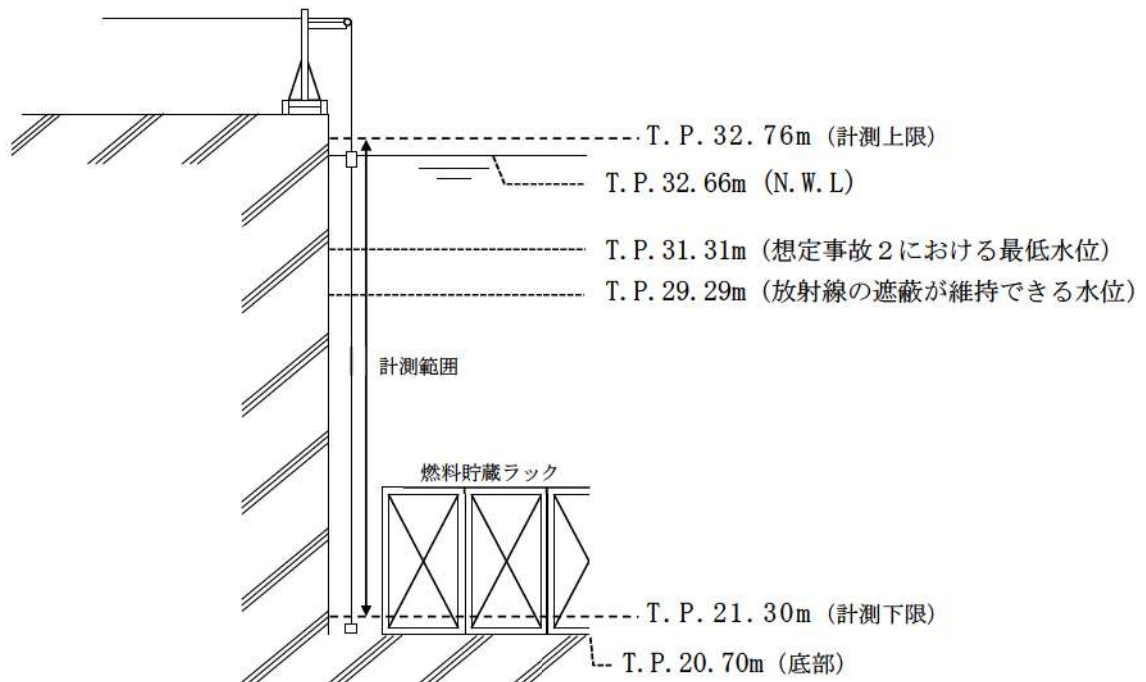 T.P.32.76m (計測上限)
T.P.32.66m (N.W.L)
T.P.31.31m (想定事故2における最低水位)
T.P.29.29m (放射線の遮蔽が維持できる水位)
計測範囲
燃料貯蔵ラック
T.P.21.30m (計測下限)
T.P.20.70m (底部)